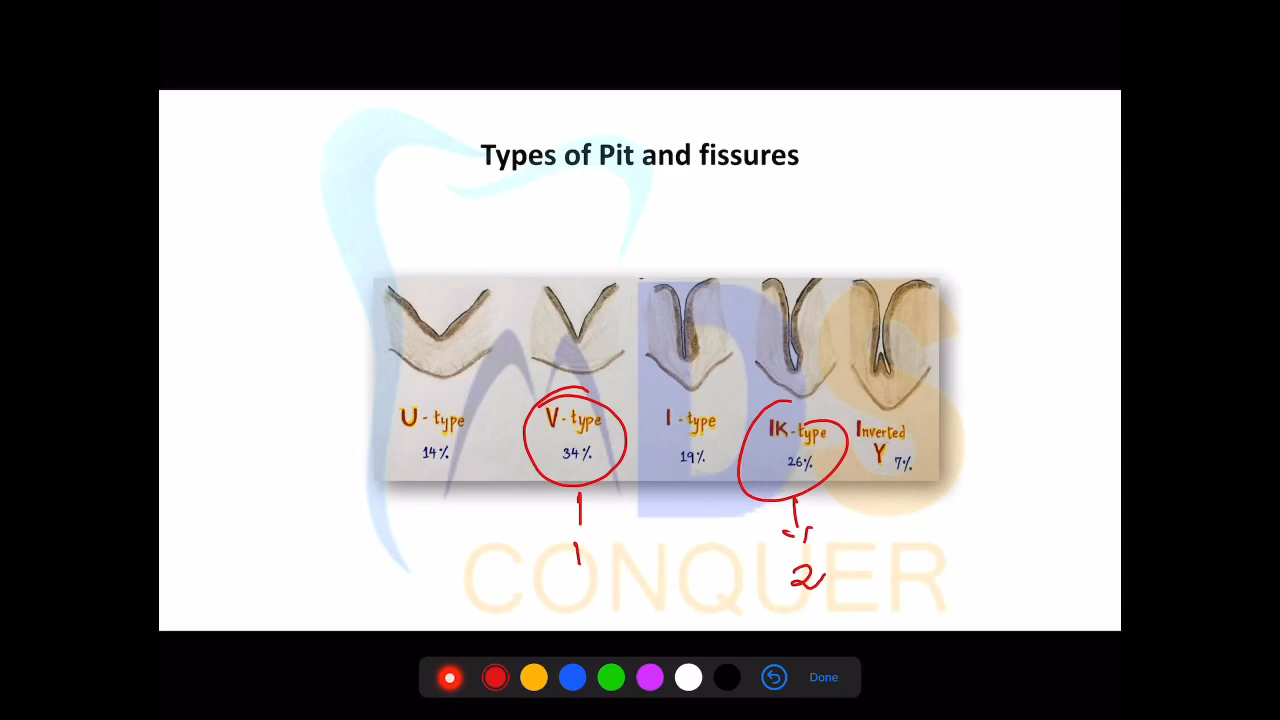 Types of Pit and fissures
U - type
14%
V - type
34%
I - type
19%
IK - type
26%
Inverted
Y 7%
1
2
MDS
CONQUER
Done